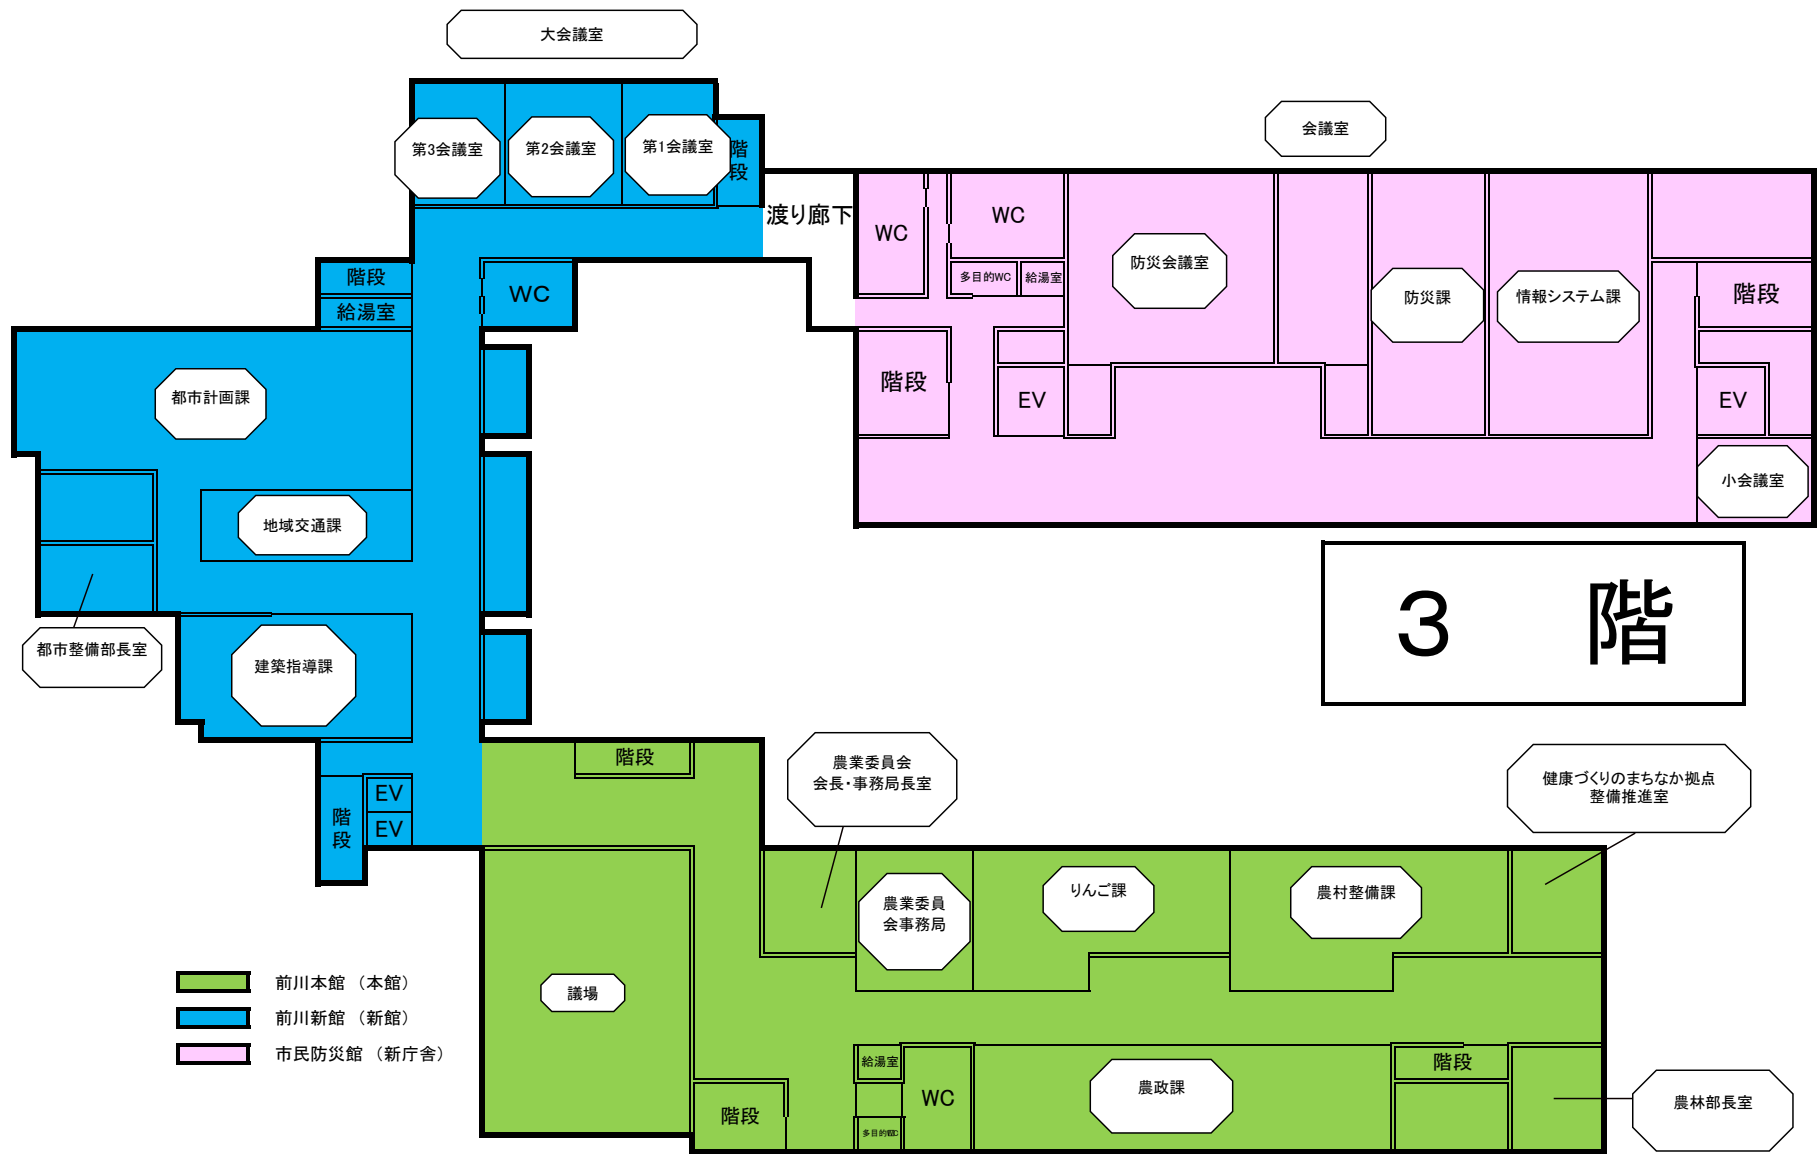 大会議室
会議室
第3会議室
第2会議室
第1会議室
階
段
渡り廊下
WC
WC
多目的WC
給湯室
防災会議室
防災課
情報システム課
階段
階段
給湯室
WC
階段
EV
EV
小会議室
都市計画課
地域交通課
都市整備部長室
建築指導課
3 階
階段
EV
EV
階
段
農業委員会
会長・事務局長室
健康づくりのまちなか拠点
整備推進室
農業委員
会事務局
りんご課
農村整備課
議場
前川本館 （本館）
前川新館 （新館）
市民防災館 （新庁舎）
給湯室
WC
多目的WC
階段
農政課
階段
農林部長室